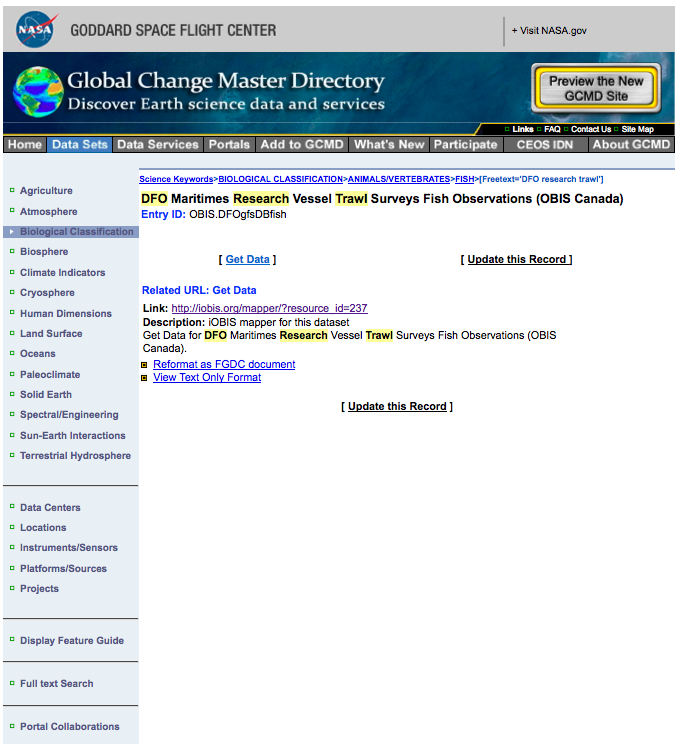 NASA
GODDARD SPACE FLIGHT CENTER
+ Visit NASA.gov
Global Change Master Directory
Discover Earth science data and services
Preview the New
GCMD Site
Links FAQ Contact Us Site Map
Home Data Sets Data Services Portals Add to GCMD What's New Participate CEOS IDN About GCMD
Science Keywords>BIOLOGICAL CLASSIFICATION>ANIMALS/VERTEBRATES>FISH>[Freetext='DFO research trawl']
DFO Maritimes Research Vessel Trawl Surveys Fish Observations (OBIS Canada)
Entry ID: OBIS.DFOgfsDBfish
[ Get Data ]
[ Update this Record ]
Related URL: Get Data
Link: http://iobis.org/mapper/?resource_id=237
Description: iOBIS mapper for this dataset
Get Data for DFO Maritimes Research Vessel Trawl Surveys Fish Observations (OBIS
Canada).
Reformat as FGDC document
View Text Only Format
[ Update this Record ]
Agriculture
Atmosphere
Biological Classification
Biosphere
Climate Indicators
Cryosphere
Human Dimensions
Land Surface
Oceans
Paleoclimate
Solid Earth
Spectral/Engineering
Sun-Earth Interactions
Terrestrial Hydrosphere
Data Centers
Locations
Instruments/Sensors
Platforms/Sources
Projects
Display Feature Guide
Full text Search
Portal Collaborations